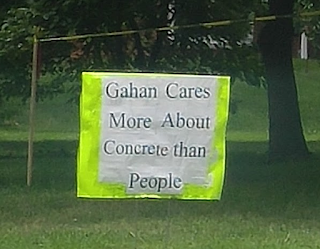 Gahan Cares
More About
Concrete than
People